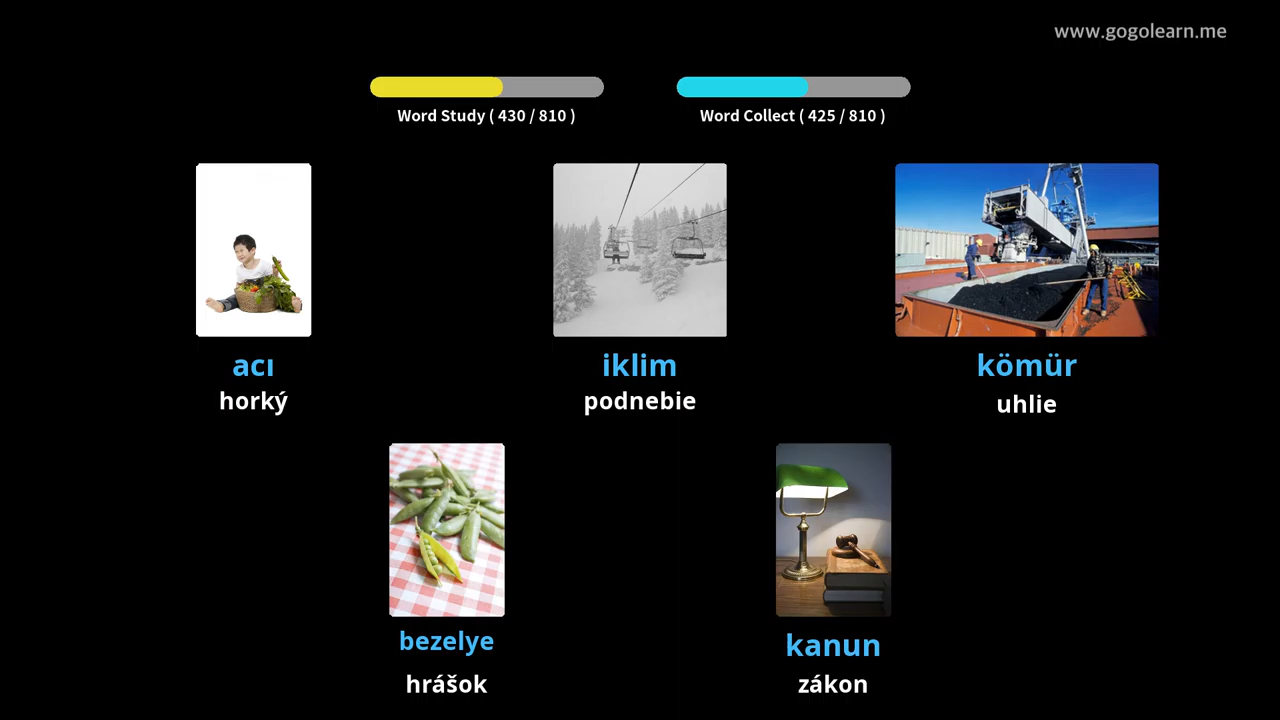 www.gogolearn.me
Word Study ( 430 / 810 )
Word Collect ( 425 / 810 )
acı
horký
iklim
podnebie
kömür
uhlie
bezelye
hrášok
kanun
zákon